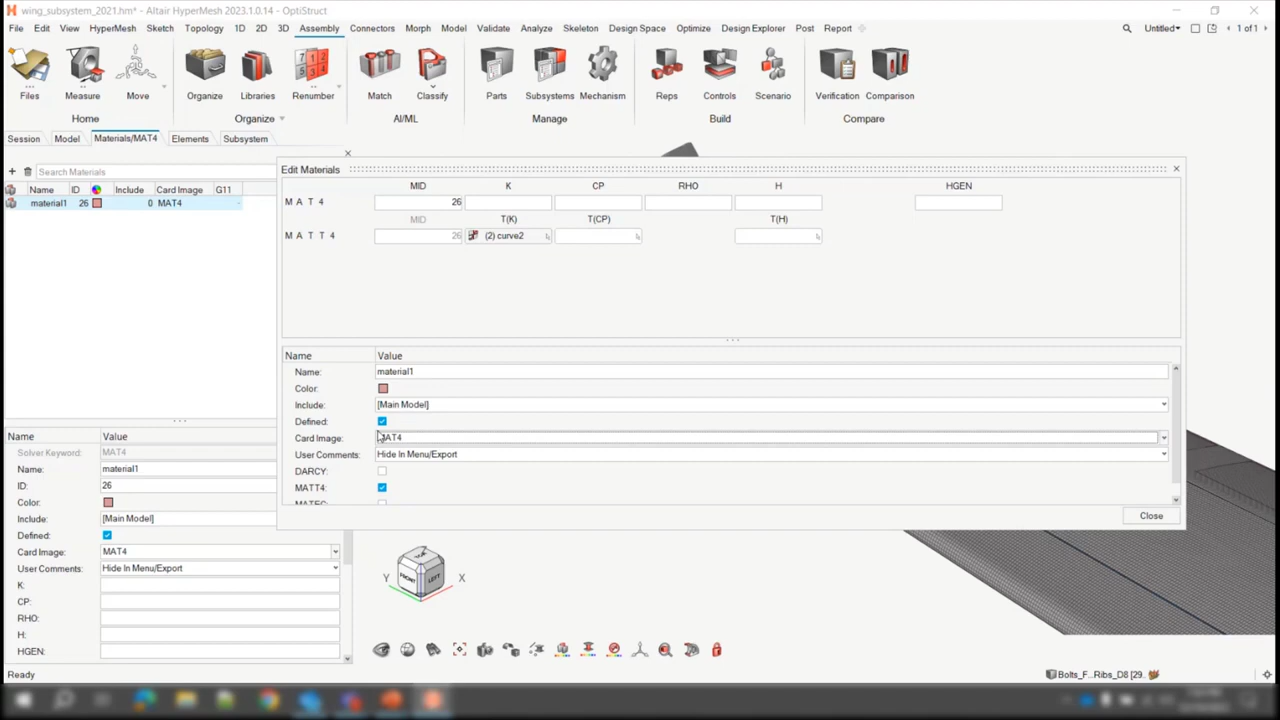 wing_subsystem_2021.hm* - Altair HyperMesh 2023.1.0.14 - OptiStruct
File Edit View HyperMesh Sketch Topology 1D 2D 3D Assembly Connectors Morph Model Validate Analyze Skeleton Design Space Optimize Design Explorer Post Report Untitled 1 of 1
Files Measure Move Organize Libraries Renumber Match Classify Parts Subsystems Mechanism Reps Controls Scenario Verification Comparison
Home Organize AI/ML Manage Build Compare
Session Model Materials/MAT4 Elements Subsystem
Search Materials
Name ID Include Card Image G11
material1 26 0 MAT4 -
Edit Materials
MID K CP RHO H HGEN
MAT4 26
MID T(K) T(CP) T(H)
MATT4 26 (2) curve2
Name Value
Name: material1
Color:
Include: [Main Model]
Defined:
Card Image: MAT4
User Comments: Hide In Menu/Export
DARCY:
MATT4:
Close
Name Value
Solver Keyword: MAT4
Name: material1
ID: 26
Color:
Include: [Main Model]
Defined:
Card Image: MAT4
User Comments: Hide In Menu/Export
K:
CP:
RHO:
H:
HGEN:
FRONT LEFT
Y Z X
Ready
Bolts_F...Ribs_D8 [29..